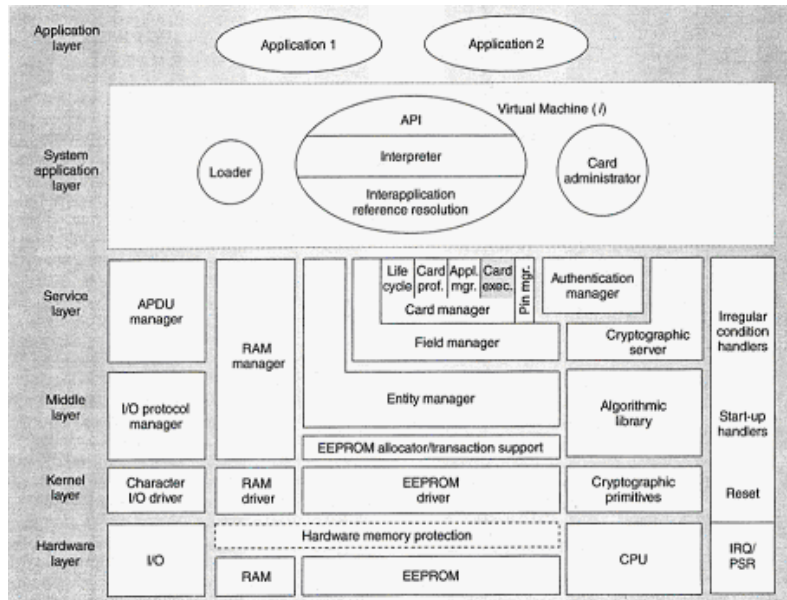 Application
layer
Application 1
Application 2
System
application
layer
Loader
API
Interpreter
Interapplication
reference resolution
Virtual Machine (i)
Card
administrator
Service
layer
APDU
manager
RAM
manager
Life
cycle
Card
prof.
Appl.
mgr.
Card
exec.
Pin mgr.
Card manager
Field manager
Authentication
manager
Cryptographic
server
Irregular
condition
handlers
Middle
layer
I/O protocol
manager
Entity manager
EEPROM allocator/transaction support
Algorithmic
library
Start-up
handlers
Kernel
layer
Character
I/O driver
RAM
driver
EEPROM
driver
Cryptographic
primitives
Reset
Hardware
layer
I/O
Hardware memory protection
RAM
EEPROM
CPU
IRQ/
PSR